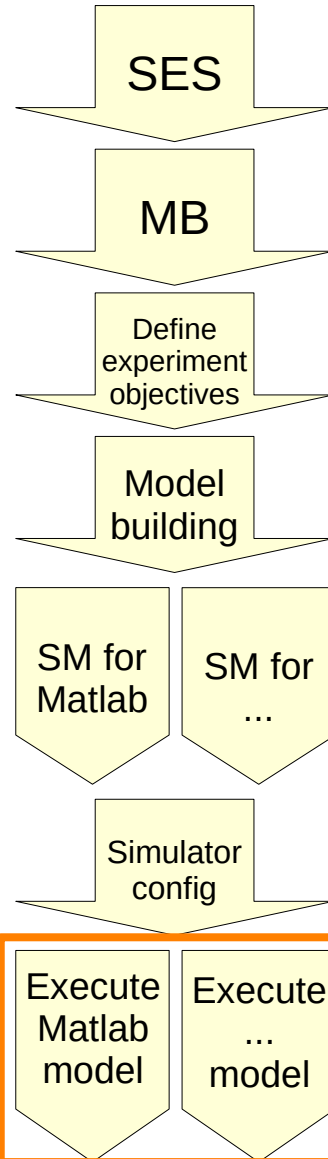 SES
MB
Define
experiment
objectives
Model
building
SM for
Matlab
SM for
...
Simulator
config
Execute
Matlab
model
Execute
...
model